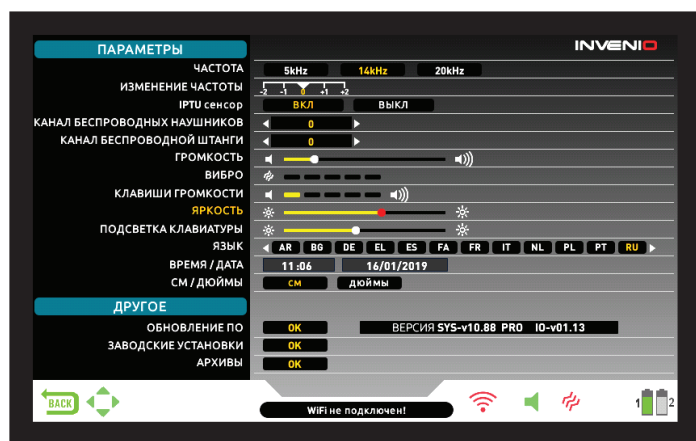 INVENIO
ПАРАМЕТРЫ
ЧАСТОТА 5kHz 14kHz 20kHz
ИЗМЕНЕНИЕ ЧАСТОТЫ -2 -1 0 +1 +2
IPTU сенсор ВКЛ ВЫКЛ
КАНАЛ БЕСПРОВОДНЫХ НАУШНИКОВ 0
КАНАЛ БЕСПРОВОДНОЙ ШТАНГИ 0
ГРОМКОСТЬ
ВИБРО
КЛАВИШИ ГРОМКОСТИ
ЯРКОСТЬ
ПОДСВЕТКА КЛАВИАТУРЫ
ЯЗЫК AR BG DE EL ES FA FR IT NL PL PT RU
ВРЕМЯ / ДАТА 11:06 16/01/2019
СМ / ДЮЙМЫ СМ ДЮЙМЫ
ДРУГОЕ
ОБНОВЛЕНИЕ ПО OK ВЕРСИЯ SYS-v10.88 PRO IO-v01.13
ЗАВОДСКИЕ УСТАНОВКИ OK
АРХИВЫ OK
BACK WiFi не подключен! 1 2